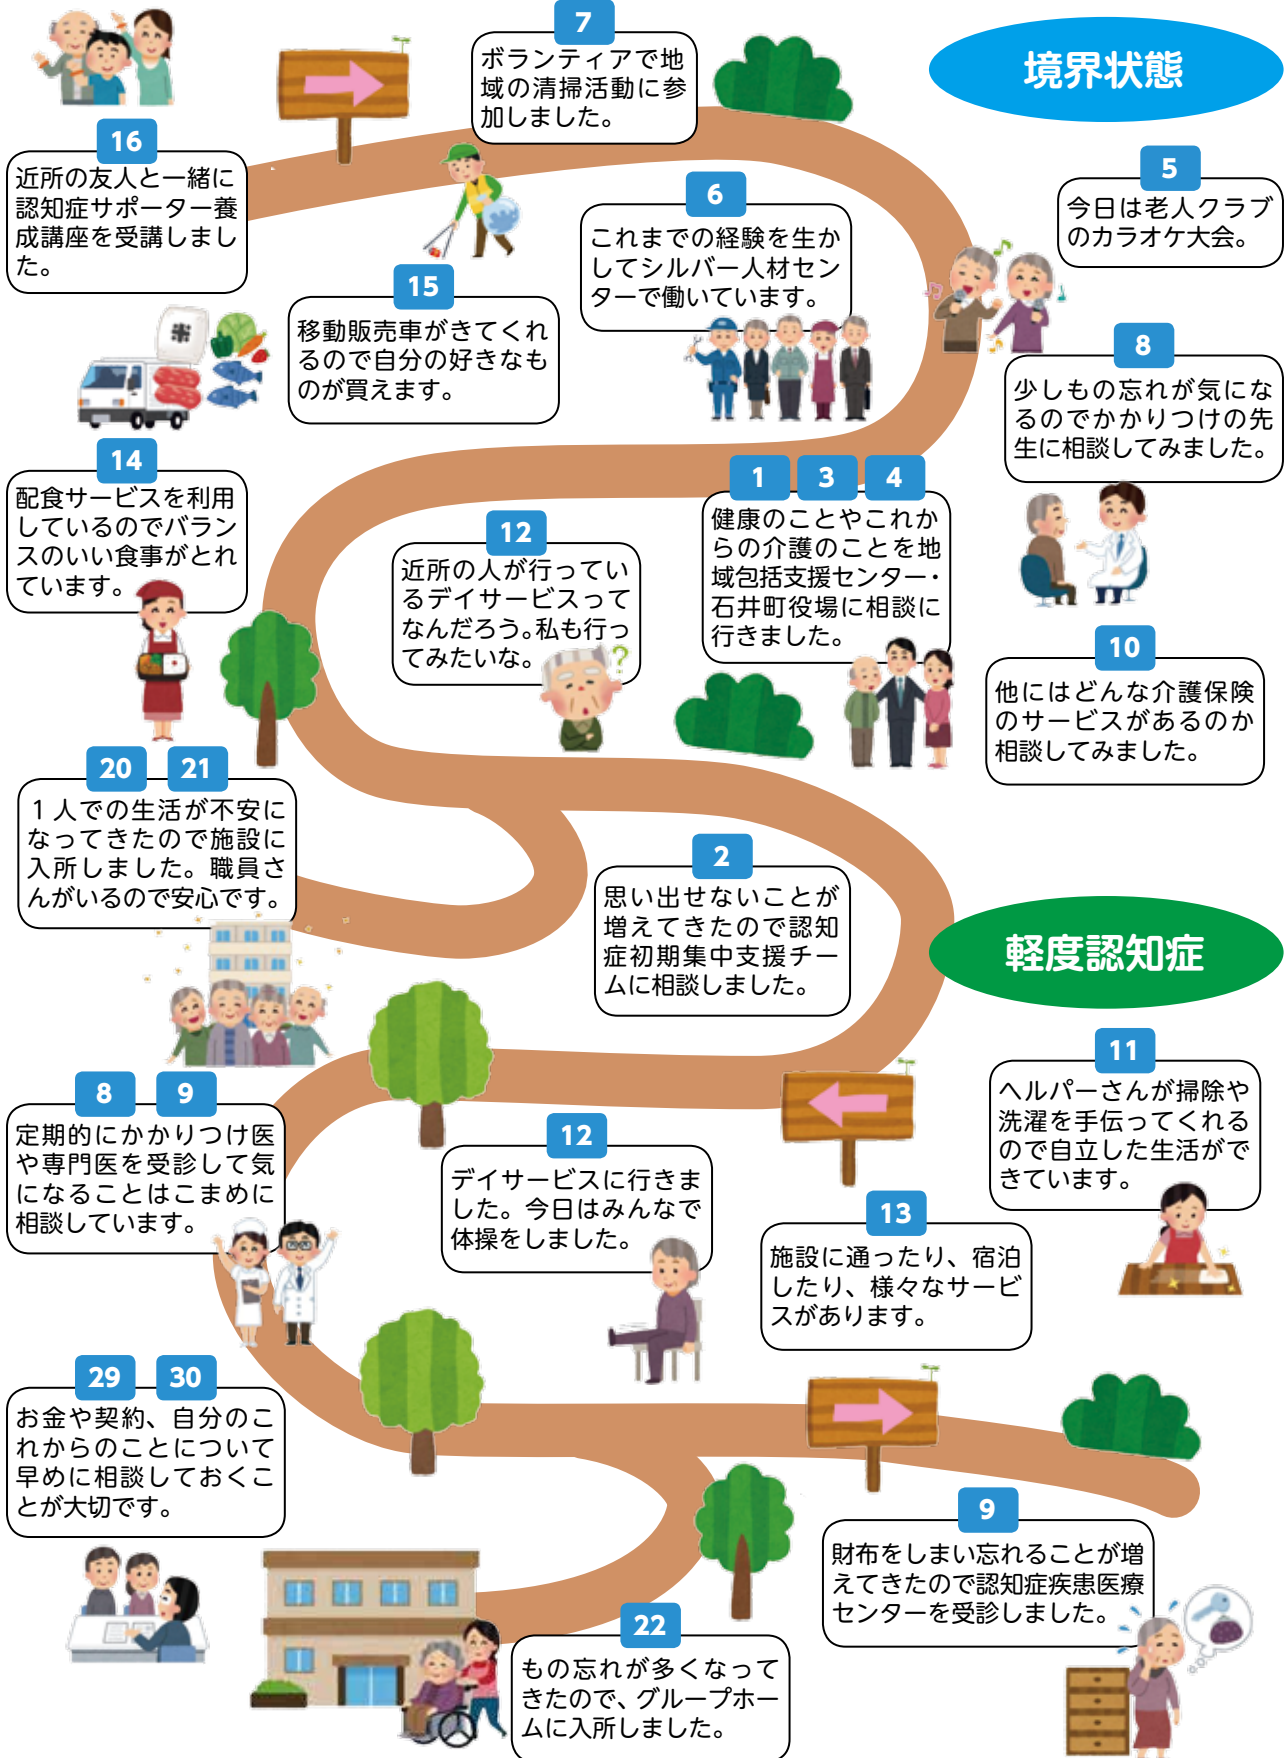 7
ボランティアで地
域の清掃活動に参
加しました。
境界状態
16
近所の友人と一緒に
認知症サポーター養
成講座を受講しまし
た。
5
今日は老人クラブ
のカラオケ大会。
6
これまでの経験を生か
してシルバー人材セン
ターで働いています。
15
移動販売車がきてくれ
るので自分の好きなも
のが買えます。
8
少しもの忘れが気にな
るのでかかりつけの先
生に相談してみました。
米
14
配食サービスを利用
しているのでバラン
スのいい食事がとれ
ています。
12
近所の人が行ってい
るデイサービスって
なんだろう。私も行っ
てみたいな。
?
1 3 4
健康のことやこれか
らの介護のことを地
域包括支援センター・
石井町役場に相談に
行きました。
10
他にはどんな介護保険
のサービスがあるのか
相談してみました。
20 21
1人での生活が不安に
なってきたので施設に
入所しました。職員さ
んがいるので安心です。
2
思い出せないことが
増えてきたので認知
症初期集中支援チー
ムに相談しました。
軽度認知症
8 9
定期的にかかりつけ医
や専門医を受診して気
になることはこまめに
相談しています。
12
デイサービスに行きま
した。今日はみんなで
体操をしました。
11
ヘルパーさんが掃除や
洗濯を手伝ってくれる
ので自立した生活がで
きています。
13
施設に通ったり、宿泊
したり、様々なサービ
スがあります。
29 30
お金や契約、自分のこ
れからのことについて
早めに相談しておくこ
とが大切です。
9
財布をしまい忘れることが増
えてきたので認知症疾患医療
センターを受診しました。
22
もの忘れが多くなって
きたので、グループホー
ムに入所しました。